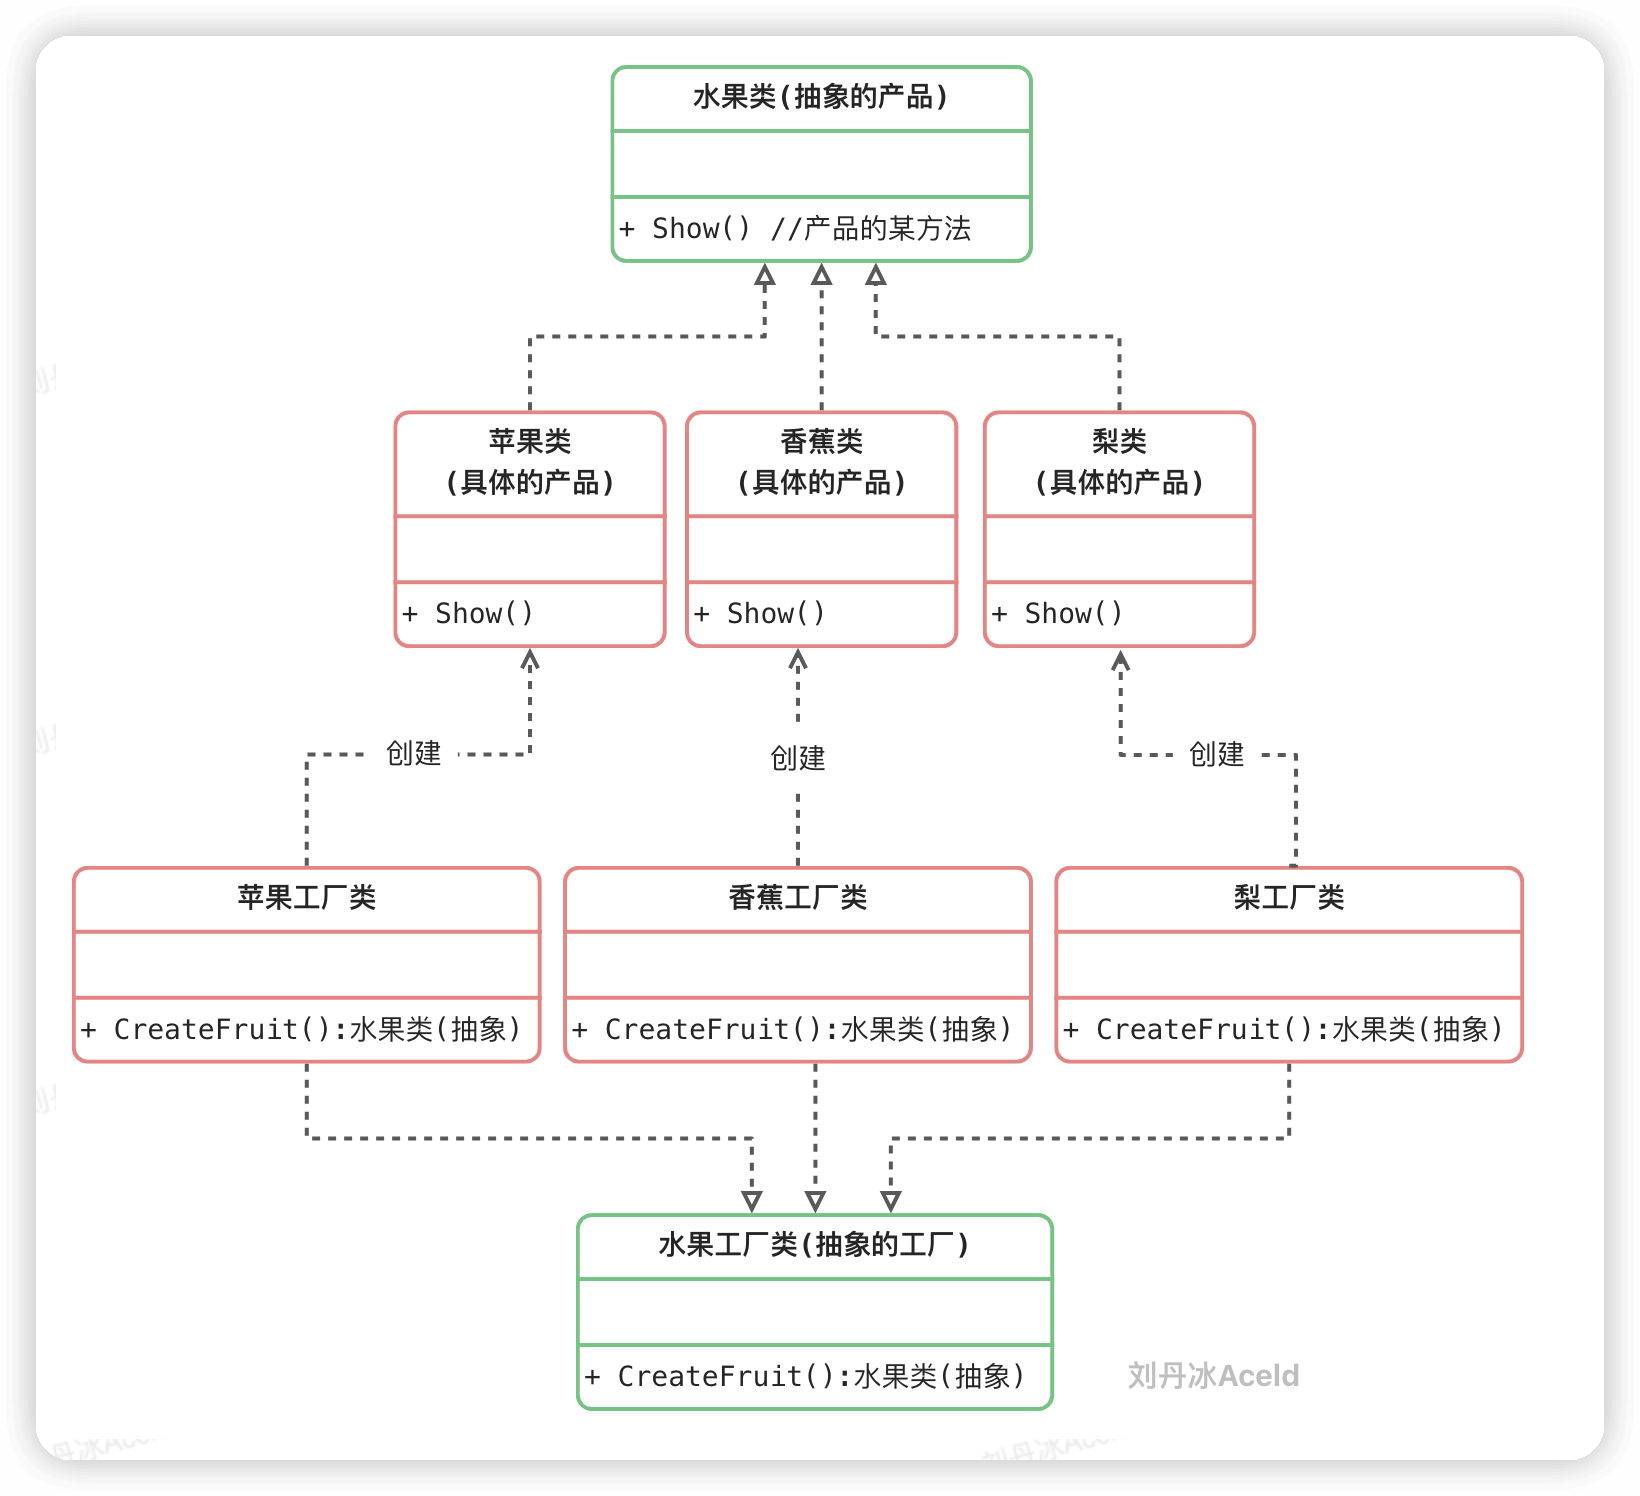 水果类(抽象的产品)
+ Show() //产品的某方法
苹果类
(具体的产品)
+ Show()
香蕉类
(具体的产品)
+ Show()
梨类
(具体的产品)
+ Show()
创建
创建
创建
苹果工厂类
+ CreateFruit():水果类(抽象)
香蕉工厂类
+ CreateFruit():水果类(抽象)
梨工厂类
+ CreateFruit():水果类(抽象)
水果工厂类(抽象的工厂)
+ CreateFruit():水果类(抽象)
刘丹冰Aceld